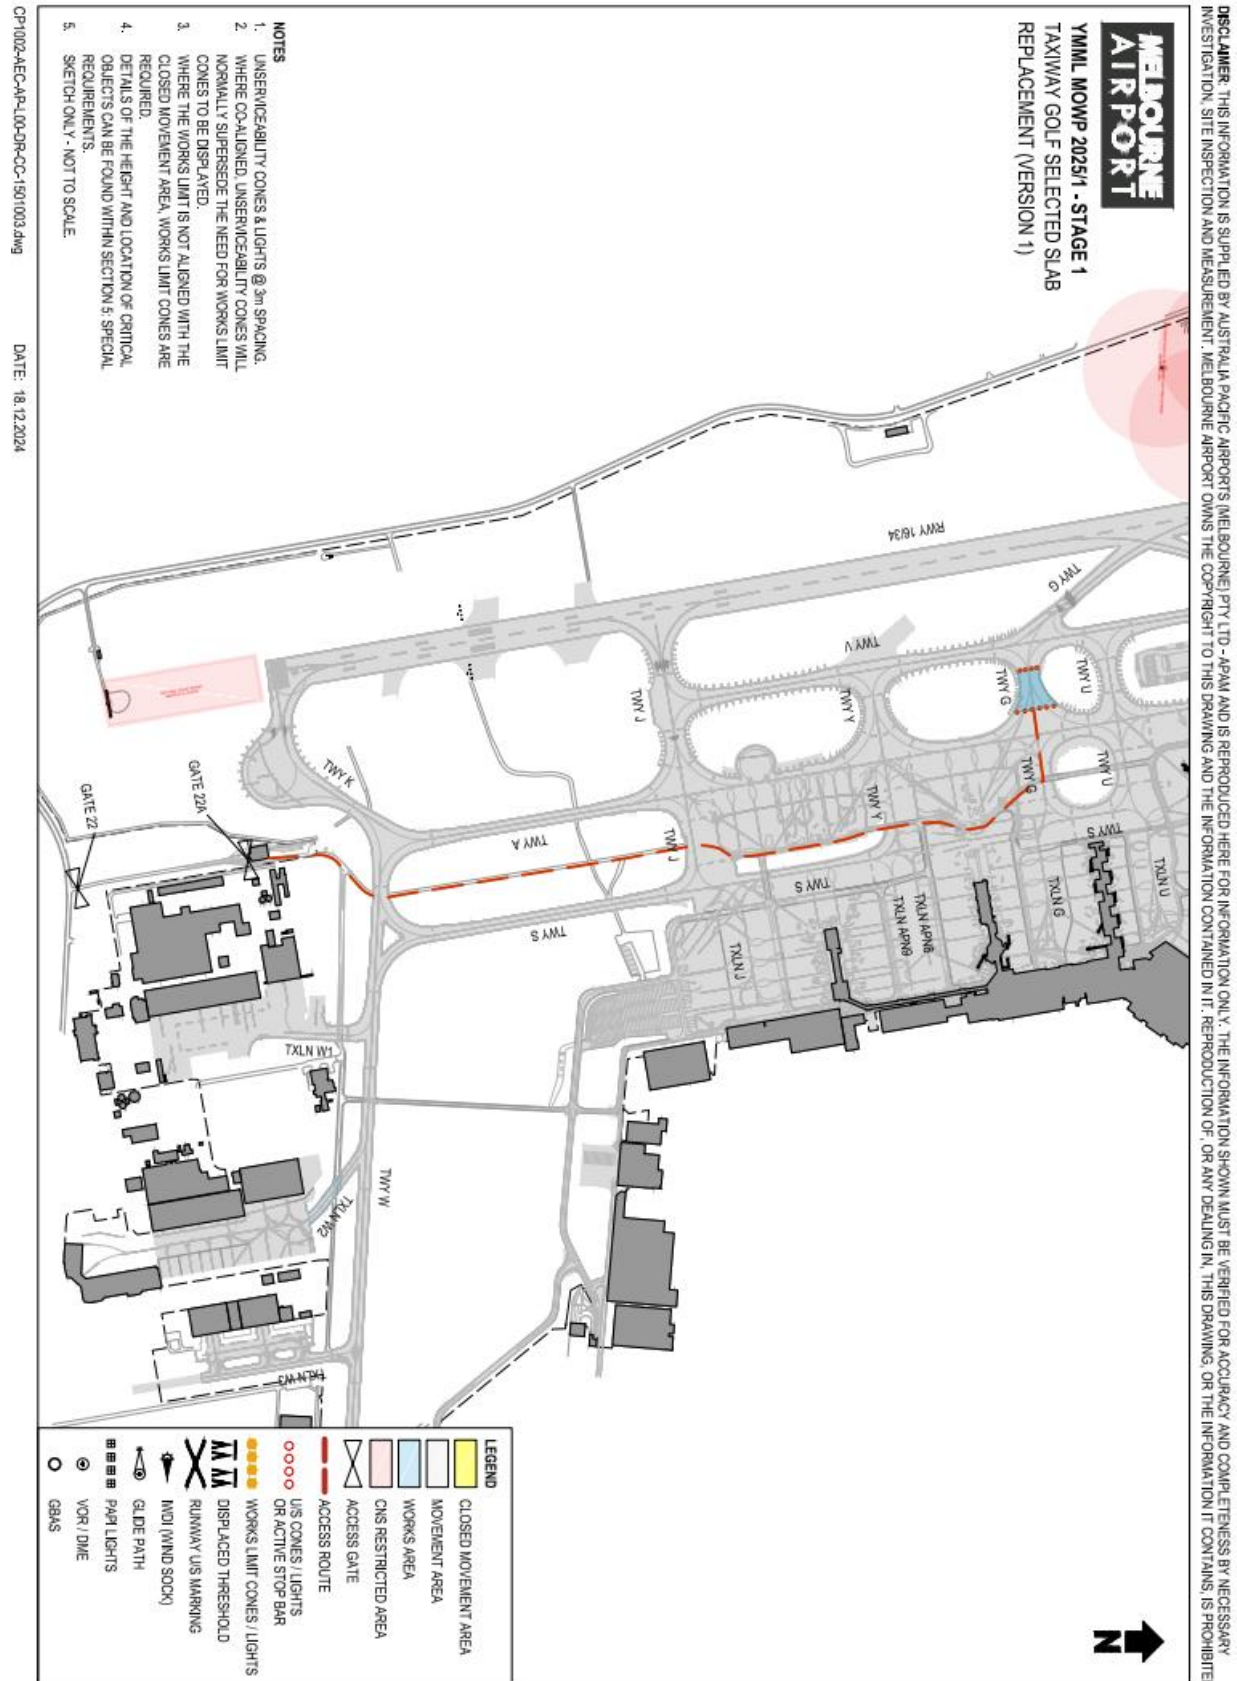 DISCLAIMER: THIS INFORMATION IS SUPPLIED BY AUSTRALIA PACIFIC AIRPORTS (MELBOURNE) PTY LTD - APAM AND IS REPRODUCED HERE FOR INFORMATION ONLY. THE INFORMATION SHOWN MUST BE VERIFIED FOR ACCURACY AND COMPLETENESS BY NECESSARY
INVESTIGATION, SITE INSPECTION AND MEASUREMENT. MELBOURNE AIRPORT OWNS THE COPYRIGHT TO THIS DRAWING AND THE INFORMATION CONTAINED IN IT. REPRODUCTION OF, OR ANY DEALING IN, THIS DRAWING, OR THE INFORMATION IT CONTAINS, IS PROHIBITE
MELBOURNE
AIRPORT
YMML MOWP 2025/1 - STAGE 1
TAXIWAY GOLF SELECTED SLAB
REPLACEMENT (VERSION 1)
N
RWY 16/34
TWY G
TWY V
TWY U
TWY G
TWY Y
TWY J
TWY K
TWY U
TWY G
TWY Y
TWY S
TWY J
TWY A
TXLN U
TXLN G
TXLN APN8
TXLN APN9
TWY S
TXLN J
TWY S
GATE 22A
GATE 22
TXLN W1
TWY W
TXLN W2
TXLN W3
NOTES
1. UNSERVICEABILITY CONES & LIGHTS @ 3m SPACING.
2. WHERE CO-ALIGNED, UNSERVICEABILITY CONES WILL
NORMALLY SUPERSEDE THE NEED FOR WORKS LIMIT
CONES TO BE DISPLAYED.
3. WHERE THE WORKS LIMIT IS NOT ALIGNED WITH THE
CLOSED MOVEMENT AREA, WORKS LIMIT CONES ARE
REQUIRED.
4. DETAILS OF THE HEIGHT AND LOCATION OF CRITICAL
OBJECTS CAN BE FOUND WITHIN SECTION 5: SPECIAL
REQUIREMENTS.
5. SKETCH ONLY - NOT TO SCALE.
LEGEND
CLOSED MOVEMENT AREA
MOVEMENT AREA
WORKS AREA
CNS RESTRICTED AREA
ACCESS GATE
ACCESS ROUTE
U/S CONES / LIGHTS
OR ACTIVE STOP BAR
WORKS LIMIT CONES / LIGHTS
DISPLACED THRESHOLD
RUNWAY U/S MARKING
IWDI (WIND SOCK)
GLIDE PATH
PAPI LIGHTS
VOR / DME
GBAS
CP1002-AEC-AP-L00-DR-CC-1501003.dwg
DATE: 18.12.2024